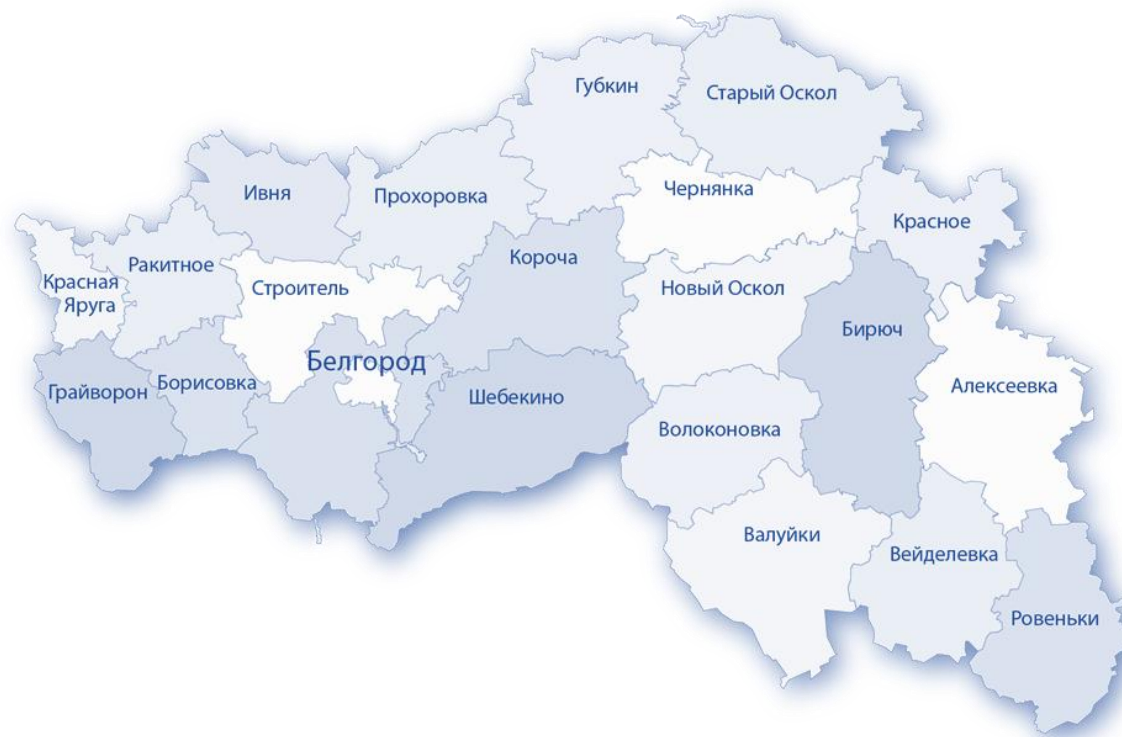 Губкин
Старый Оскол
Ивня
Прохоровка
Чернянка
Красное
Короча
Ракитное
Красная
Яруга
Строитель
Новый Оскол
Бирюч
Белгород
Грайворон
Борисовка
Шебекино
Алексеевка
Волоконовка
Валуйки
Вейделевка
Ровеньки